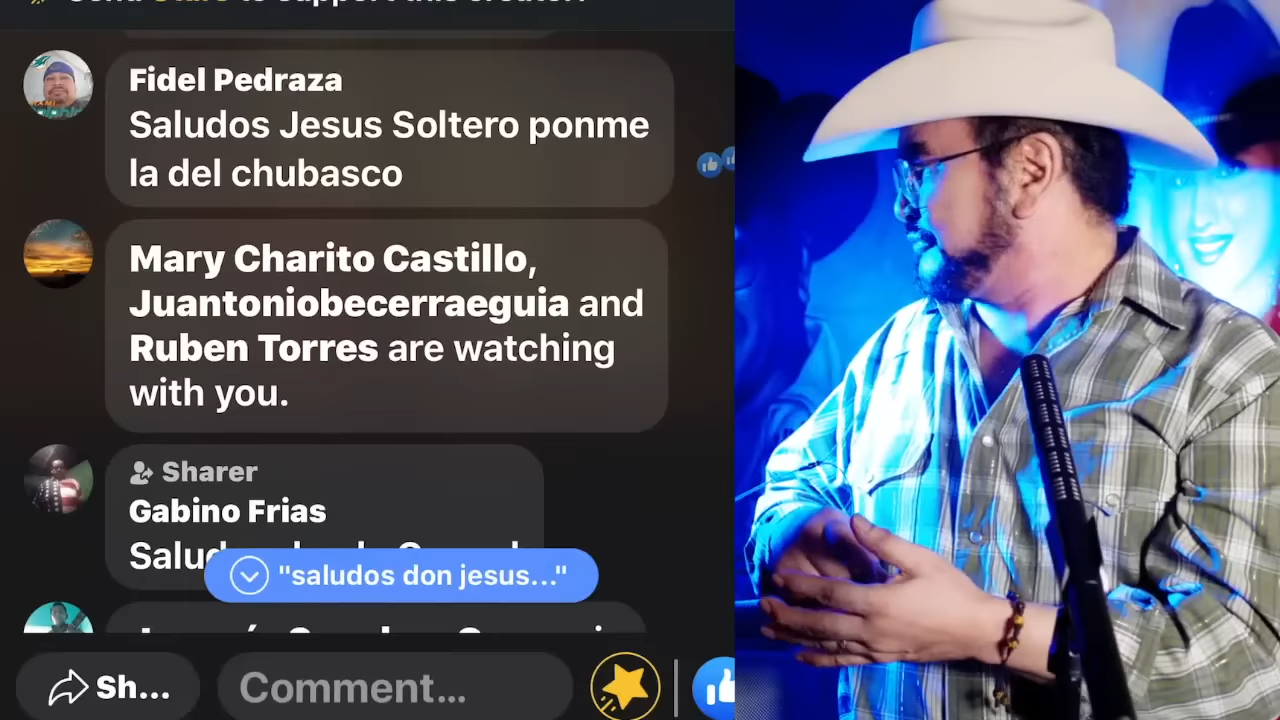 Fidel Pedraza
Saludos Jesus Soltero ponme
la del chubasco
Mary Charito Castillo,
Juantoniobecerraeguia and
Ruben Torres are watching
with you.
Sharer
Gabino Frias
"saludos don jesus..."
Sh...
Comment...